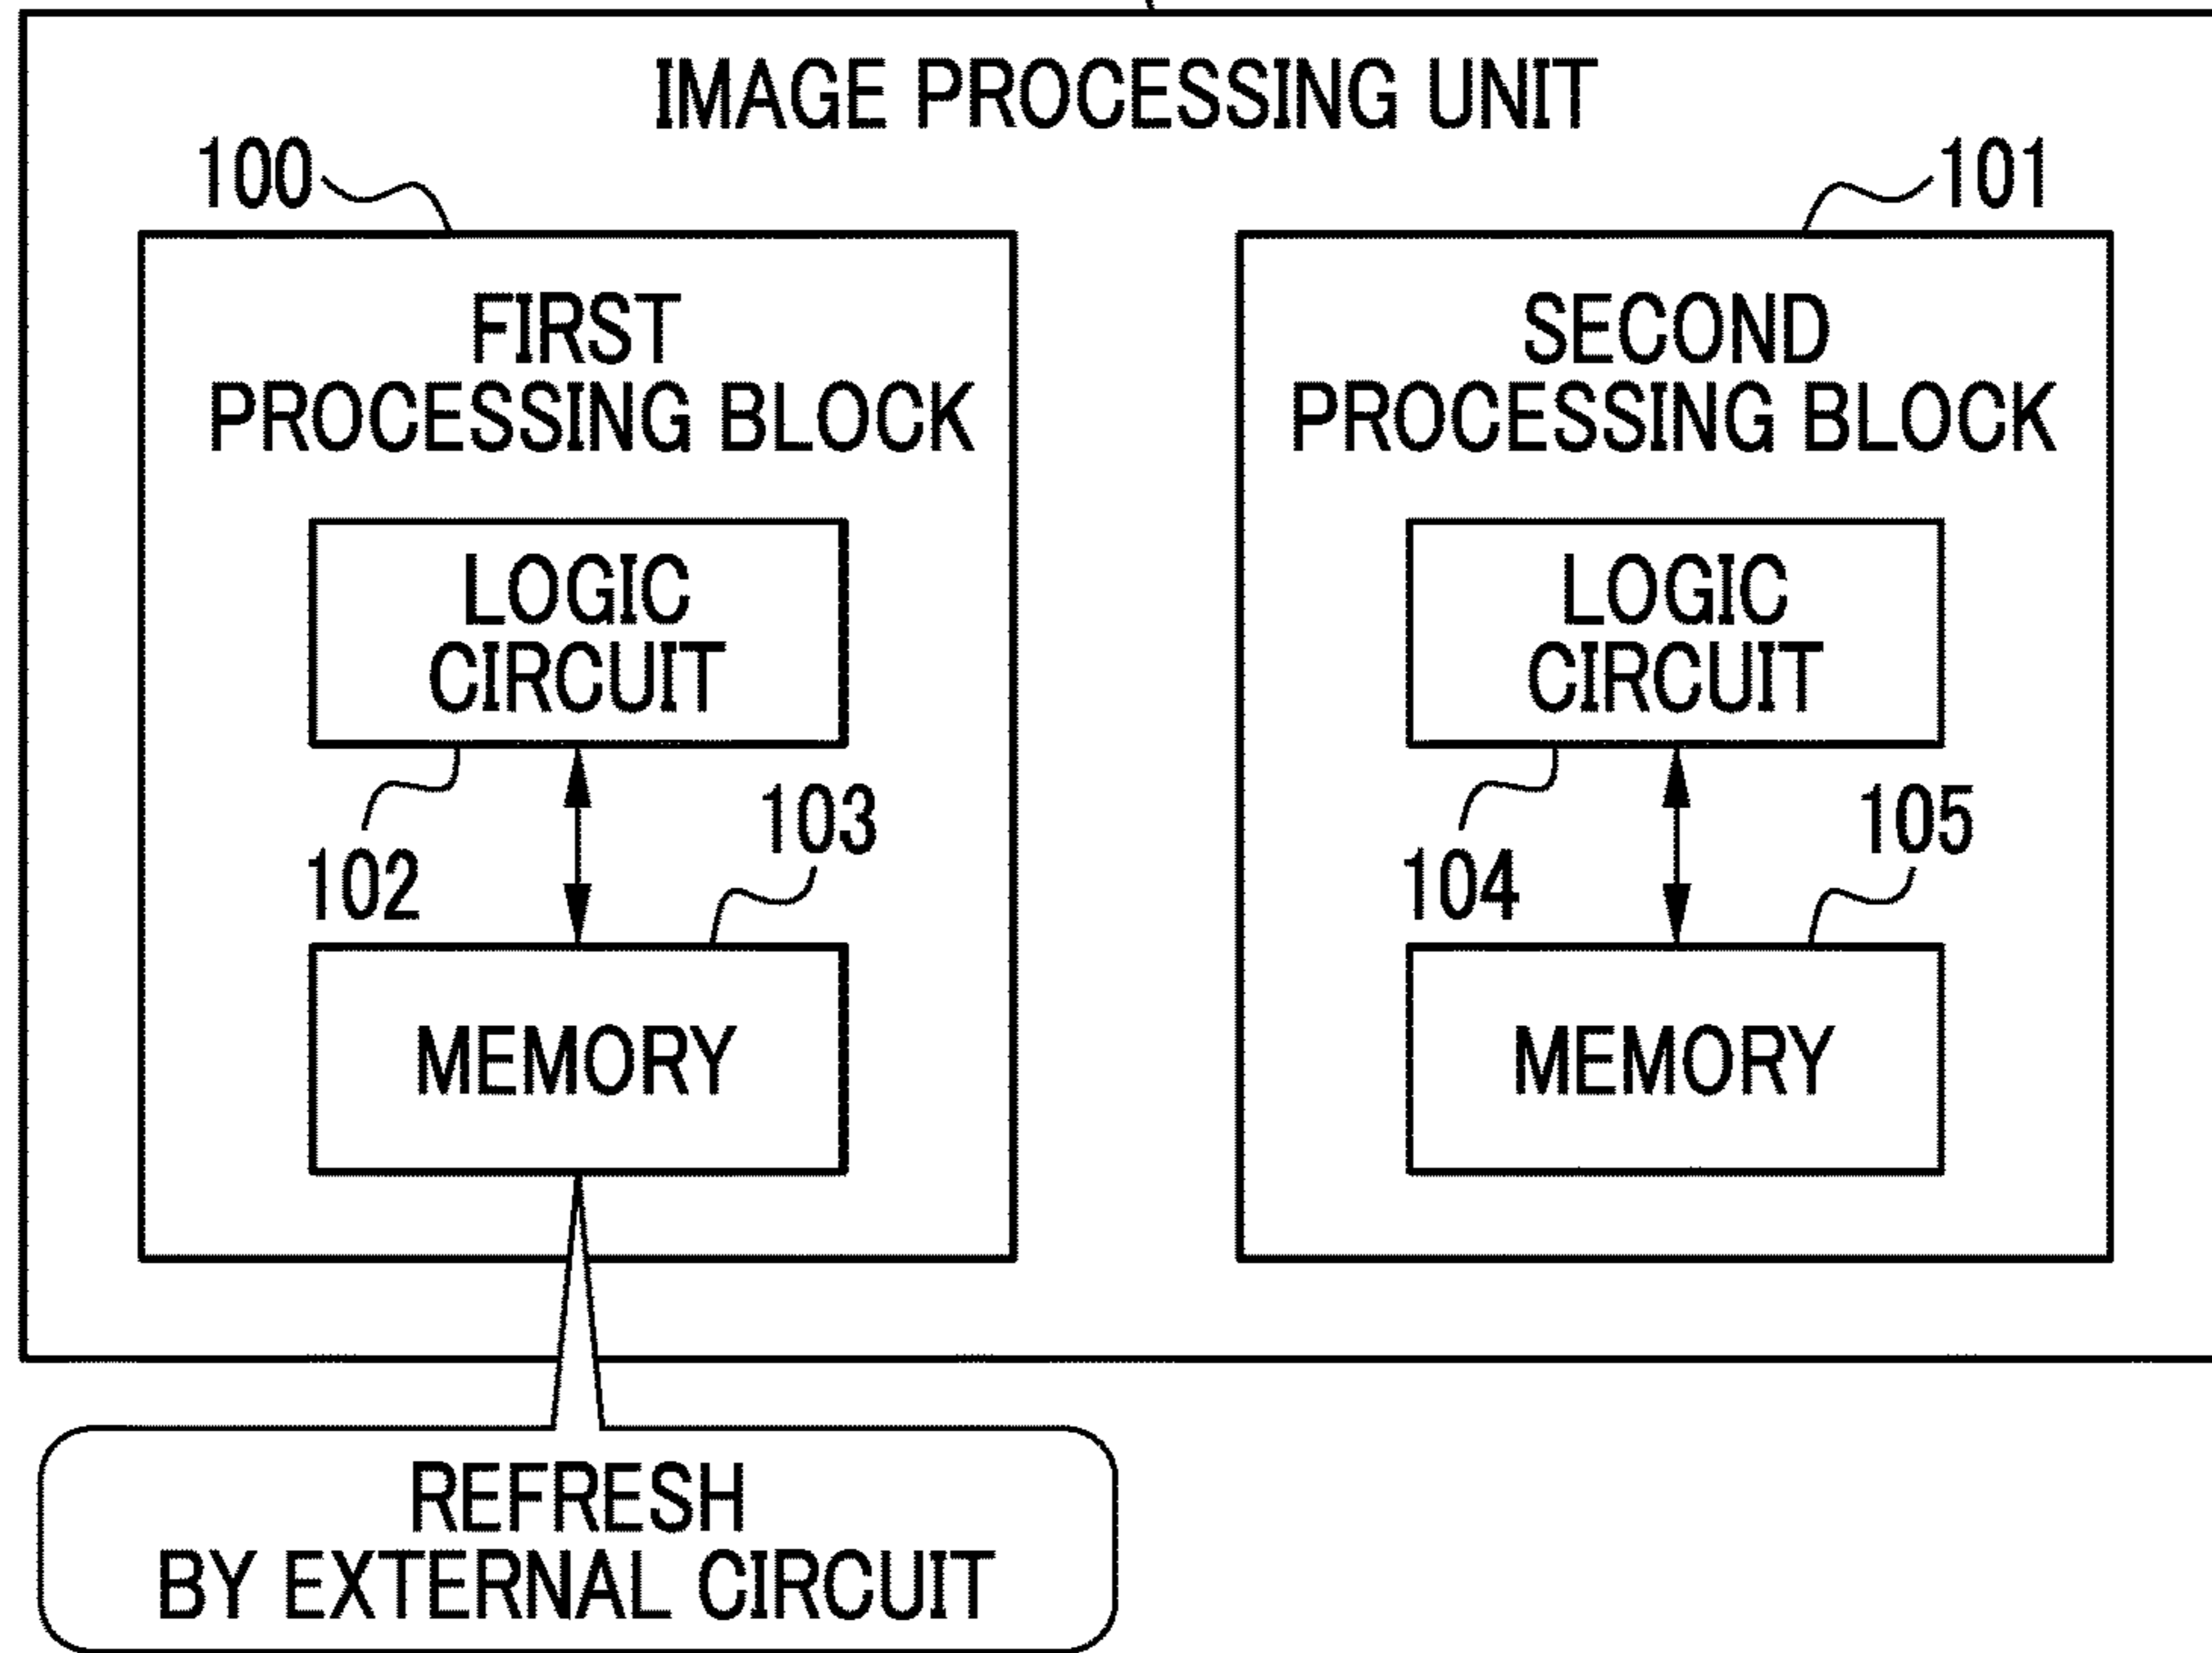 IMAGE PROCESSING UNIT
100
101
FIRST
PROCESSING BLOCK
SECOND
PROCESSING BLOCK
LOGIC
CIRCUIT
LOGIC
CIRCUIT
102
103
104
105
MEMORY
MEMORY
REFRESH
BY EXTERNAL CIRCUIT